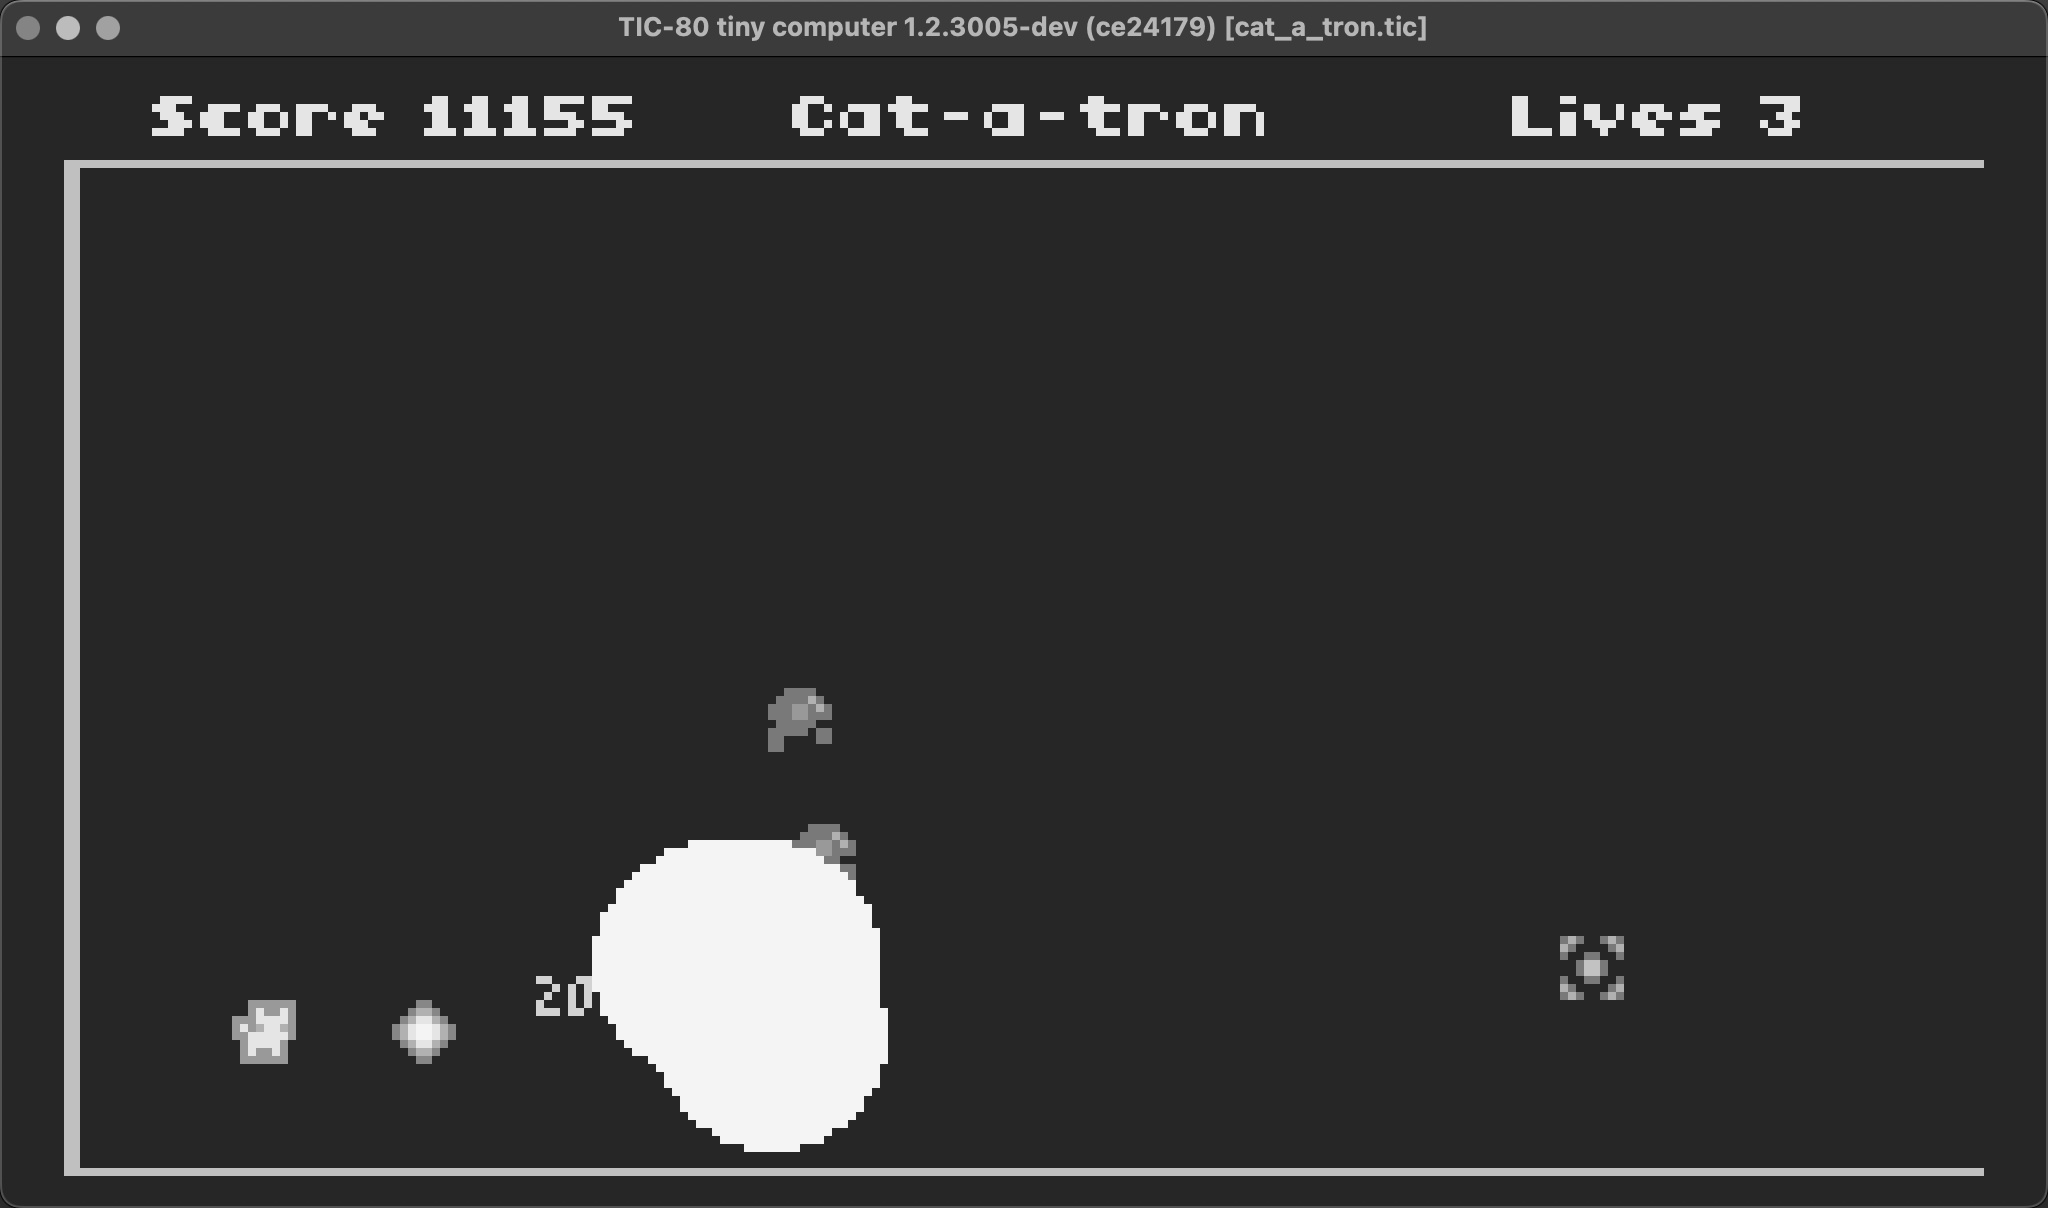 TIC-80 tiny computer 1.2.3005-dev (ce24179) [cat_a_tron.tic]
Score 11155 Cat-a-tron Lives 3
20